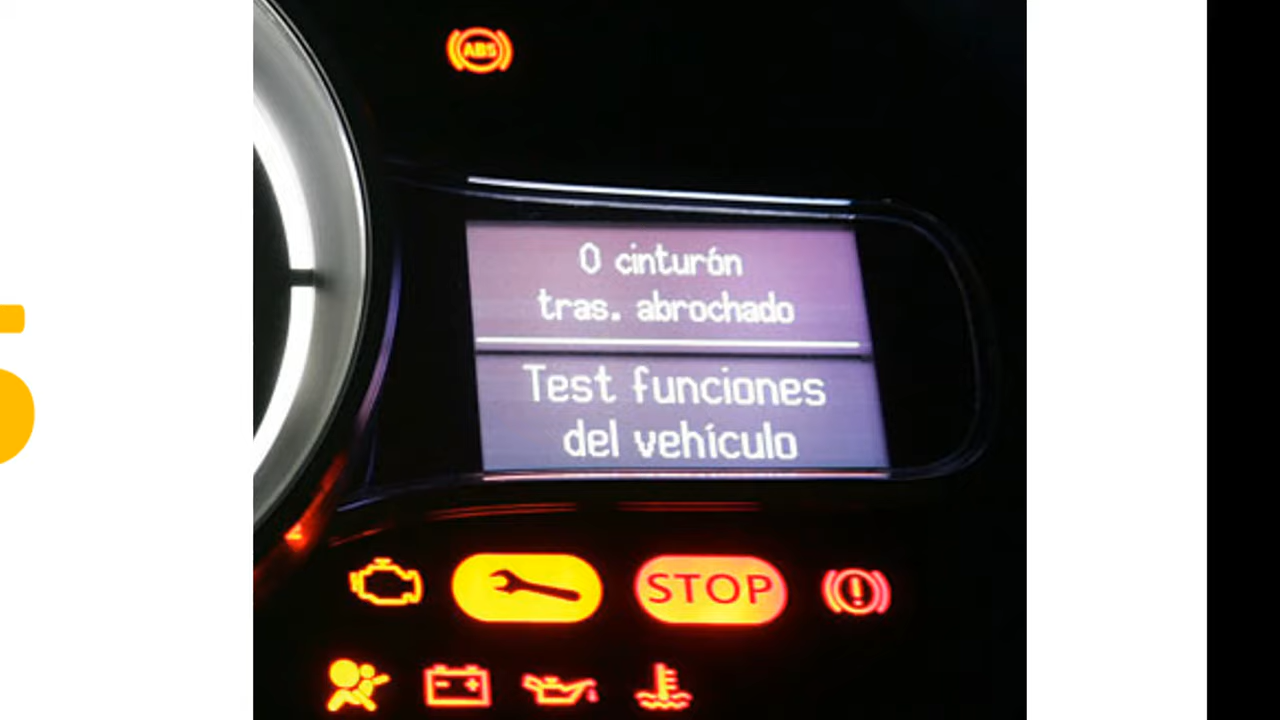 ABS
0 cinturón
tras. abrochado
Test funciones
del vehículo
STOP